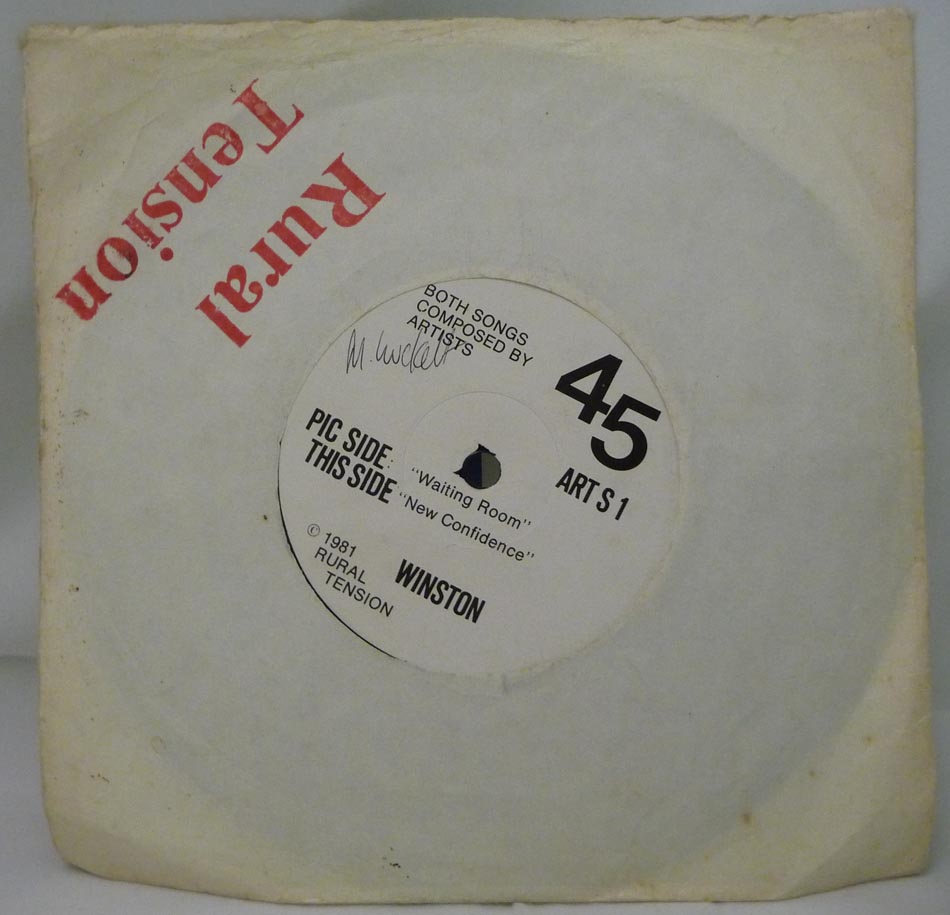 Rural
Tension
BOTH SONGS
COMPOSED BY
ARTISTS
45
ART S 1
PIC SIDE: "Waiting Room"
THIS SIDE "New Confidence"
© 1981
RURAL
TENSION
WINSTON